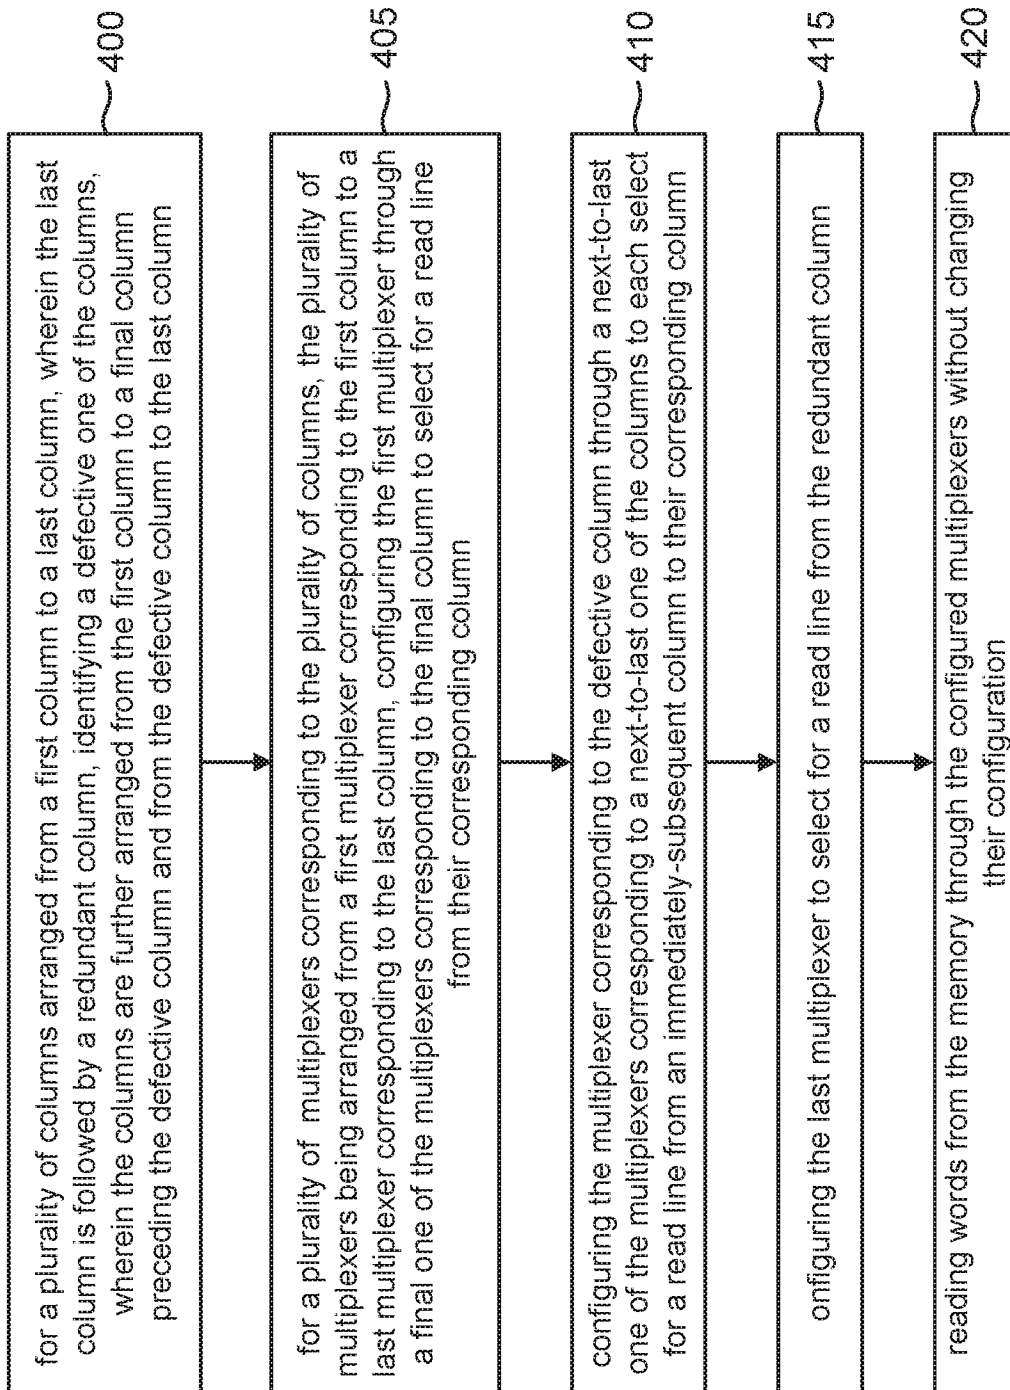 for a plurality of columns arranged from a first column to a last column, wherein the last
column is followed by a redundant column, identifying a defective one of the columns,
wherein the columns are further arranged from the first column to a final column
preceding the defective column and from the defective column to the last column
400
for a plurality of multiplexers corresponding to the plurality of columns, the plurality of
multiplexers being arranged from a first multiplexer corresponding to the first column to a
last multiplexer corresponding to the last column, configuring the first multiplexer through
a final one of the multiplexers corresponding to the final column to select for a read line
from their corresponding column
405
configuring the multiplexer corresponding to the defective column through a next-to-last
one of the multiplexers corresponding to a next-to-last one of the columns to each select
for a read line from an immediately-subsequent column to their corresponding column
410
onfiguring the last multiplexer to select for a read line from the redundant column
415
reading words from the memory through the configured multiplexers without changing
their configuration
420